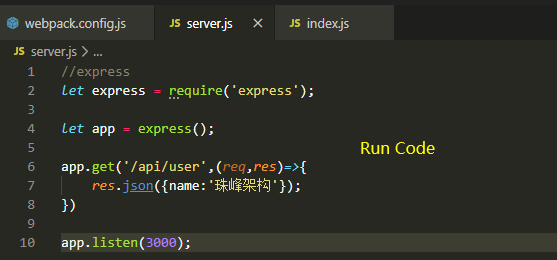 webpack.config.js
JS server.js ×
JS index.js
JS server.js > ...
1 //express
2 let express = require('express');
3
4 let app = express();
5
6 app.get('/api/user',(req,res)=>{
7 res.json({name:'珠峰架构'});
8 })
9
10 app.listen(3000);
Run Code